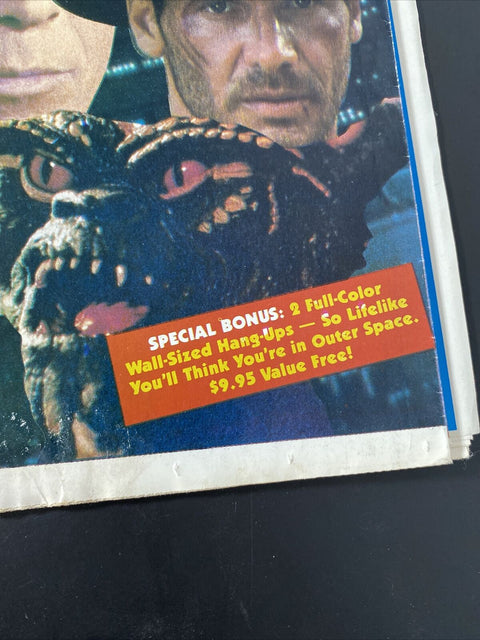 SPECIAL BONUS: 2 Full-Color
Wall-Sized Hang-Ups — So Lifelike
You'll Think You're in Outer Space.
$9.95 Value Free!